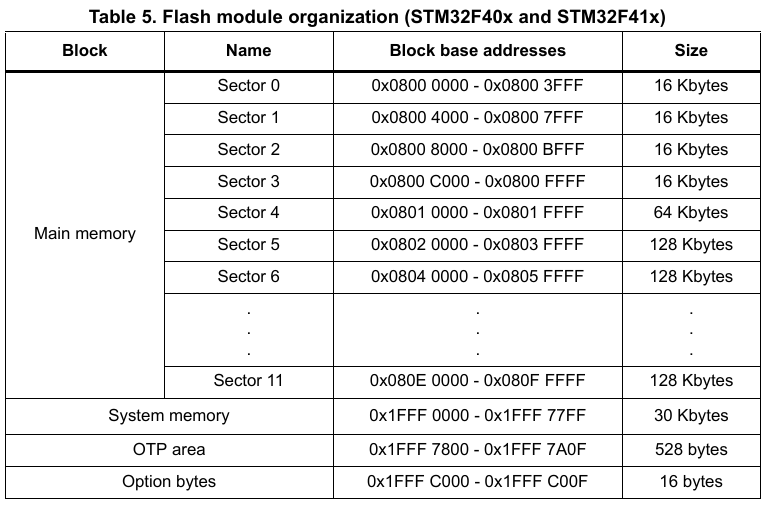 Table 5. Flash module organization (STM32F40x and STM32F41x)
Block Name Block base addresses Size
Main memory
Sector 0 0x0800 0000 - 0x0800 3FFF 16 Kbytes
Sector 1 0x0800 4000 - 0x0800 7FFF 16 Kbytes
Sector 2 0x0800 8000 - 0x0800 BFFF 16 Kbytes
Sector 3 0x0800 C000 - 0x0800 FFFF 16 Kbytes
Sector 4 0x0801 0000 - 0x0801 FFFF 64 Kbytes
Sector 5 0x0802 0000 - 0x0803 FFFF 128 Kbytes
Sector 6 0x0804 0000 - 0x0805 FFFF 128 Kbytes
. . .
. . .
. . .
Sector 11 0x080E 0000 - 0x080F FFFF 128 Kbytes
System memory 0x1FFF 0000 - 0x1FFF 77FF 30 Kbytes
OTP area 0x1FFF 7800 - 0x1FFF 7A0F 528 bytes
Option bytes 0x1FFF C000 - 0x1FFF C00F 16 bytes